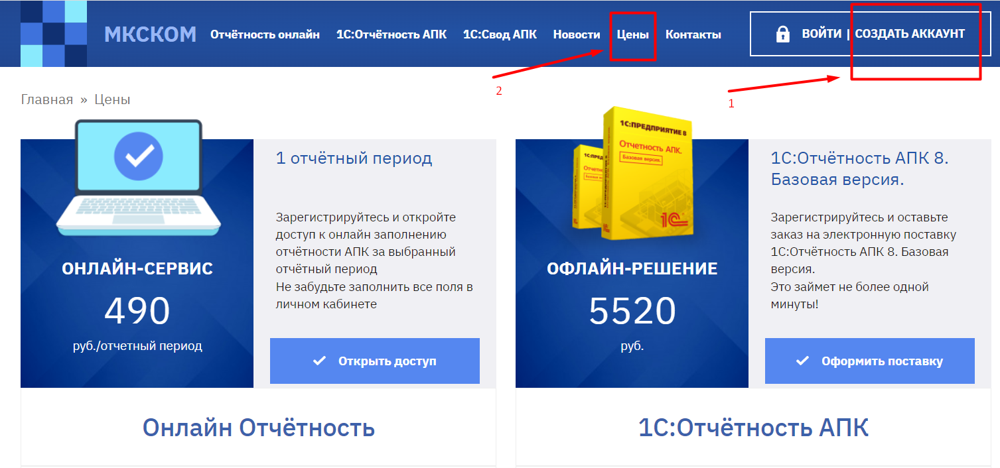 МКСКОМ
Отчётность онлайн
1С:Отчётность АПК
1С:Свод АПК
Новости
Цены
Контакты
ВОЙТИ | СОЗДАТЬ АККАУНТ
2
1
Главная » Цены
ОНЛАЙН-СЕРВИС
490
руб./отчетный период
1 отчётный период
Зарегистрируйтесь и откройте
доступ к онлайн заполнению
отчётности АПК за выбранный
отчётный период
Не забудьте заполнить все поля в
личном кабинете
Открыть доступ
Онлайн Отчётность
1С:ПРЕДПРИЯТИЕ 8
Отчетность АПК.
Базовая версия.
1С
ОФЛАЙН-РЕШЕНИЕ
5520
руб.
1С:Отчётность АПК 8.
Базовая версия.
Зарегистрируйтесь и оставьте
заказ на электронную поставку
1С:Отчётность АПК 8. Базовая
версия.
Это займет не более одной
минуты!
Оформить поставку
1С:Отчётность АПК